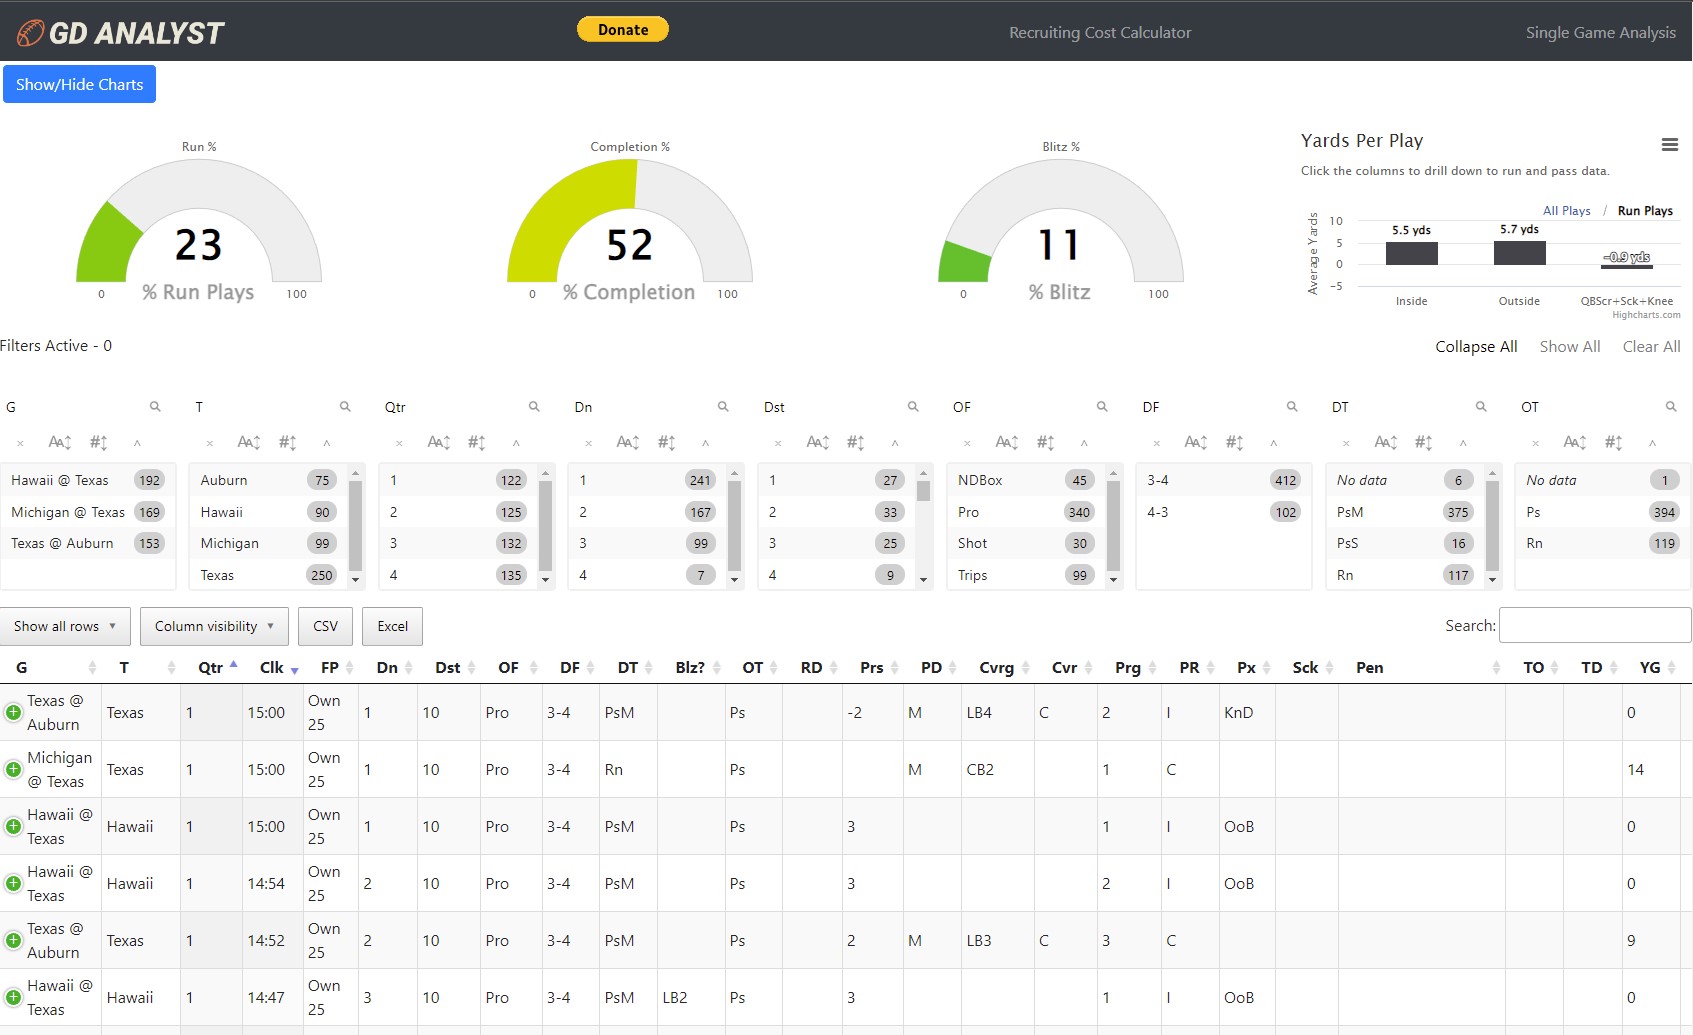 GD ANALYST
Donate
Recruiting Cost Calculator
Single Game Analysis
Show/Hide Charts
Run %
23
% Run Plays
0 100
Completion %
52
% Completion
0 100
Blitz %
11
% Blitz
0 100
Yards Per Play
Click the columns to drill down to run and pass data.
All Plays / Run Plays
Average Yards
10
5
0
-5
5.5 yds
5.7 yds
-0.9 yds
Inside Outside QBScr+Sck+Knee
Highcharts.com
Filters Active - 0
Collapse All Show All Clear All
G
Hawaii @ Texas 192
Michigan @ Texas 169
Texas @ Auburn 153
T
Auburn 75
Hawaii 90
Michigan 99
Texas 250
Qtr
1 122
2 125
3 132
4 135
Dn
1 241
2 167
3 99
4 7
Dst
1 27
2 33
3 25
4 9
OF
NDBox 45
Pro 340
Shot 30
Trips 99
DF
3-4 412
4-3 102
DT
No data 6
PsM 375
PsS 16
Rn 117
OT
No data 1
Ps 394
Rn 119
Show all rows Column visibility CSV Excel
Search:
G T Qtr Clk FP Dn Dst OF DF DT Blz? OT RD Prs PD Cvrg Cvr Prg PR Px Sck Pen TO TD YG
Texas @ Auburn Texas 1 15:00 Own 25 1 10 Pro 3-4 PsM Ps -2 M LB4 C 2 I KnD 0
Michigan @ Texas Texas 1 15:00 Own 25 1 10 Pro 3-4 Rn Ps M CB2 1 C 14
Hawaii @ Texas Hawaii 1 15:00 Own 25 1 10 Pro 3-4 PsM Ps 3 1 I OoB 0
Hawaii @ Texas Hawaii 1 14:54 Own 25 2 10 Pro 3-4 PsM Ps 3 2 I OoB 0
Texas @ Auburn Texas 1 14:52 Own 25 2 10 Pro 3-4 PsM Ps 2 M LB3 C 3 C 9
Hawaii @ Texas Hawaii 1 14:47 Own 25 3 10 Pro 3-4 PsM LB2 Ps 3 1 I OoB 0